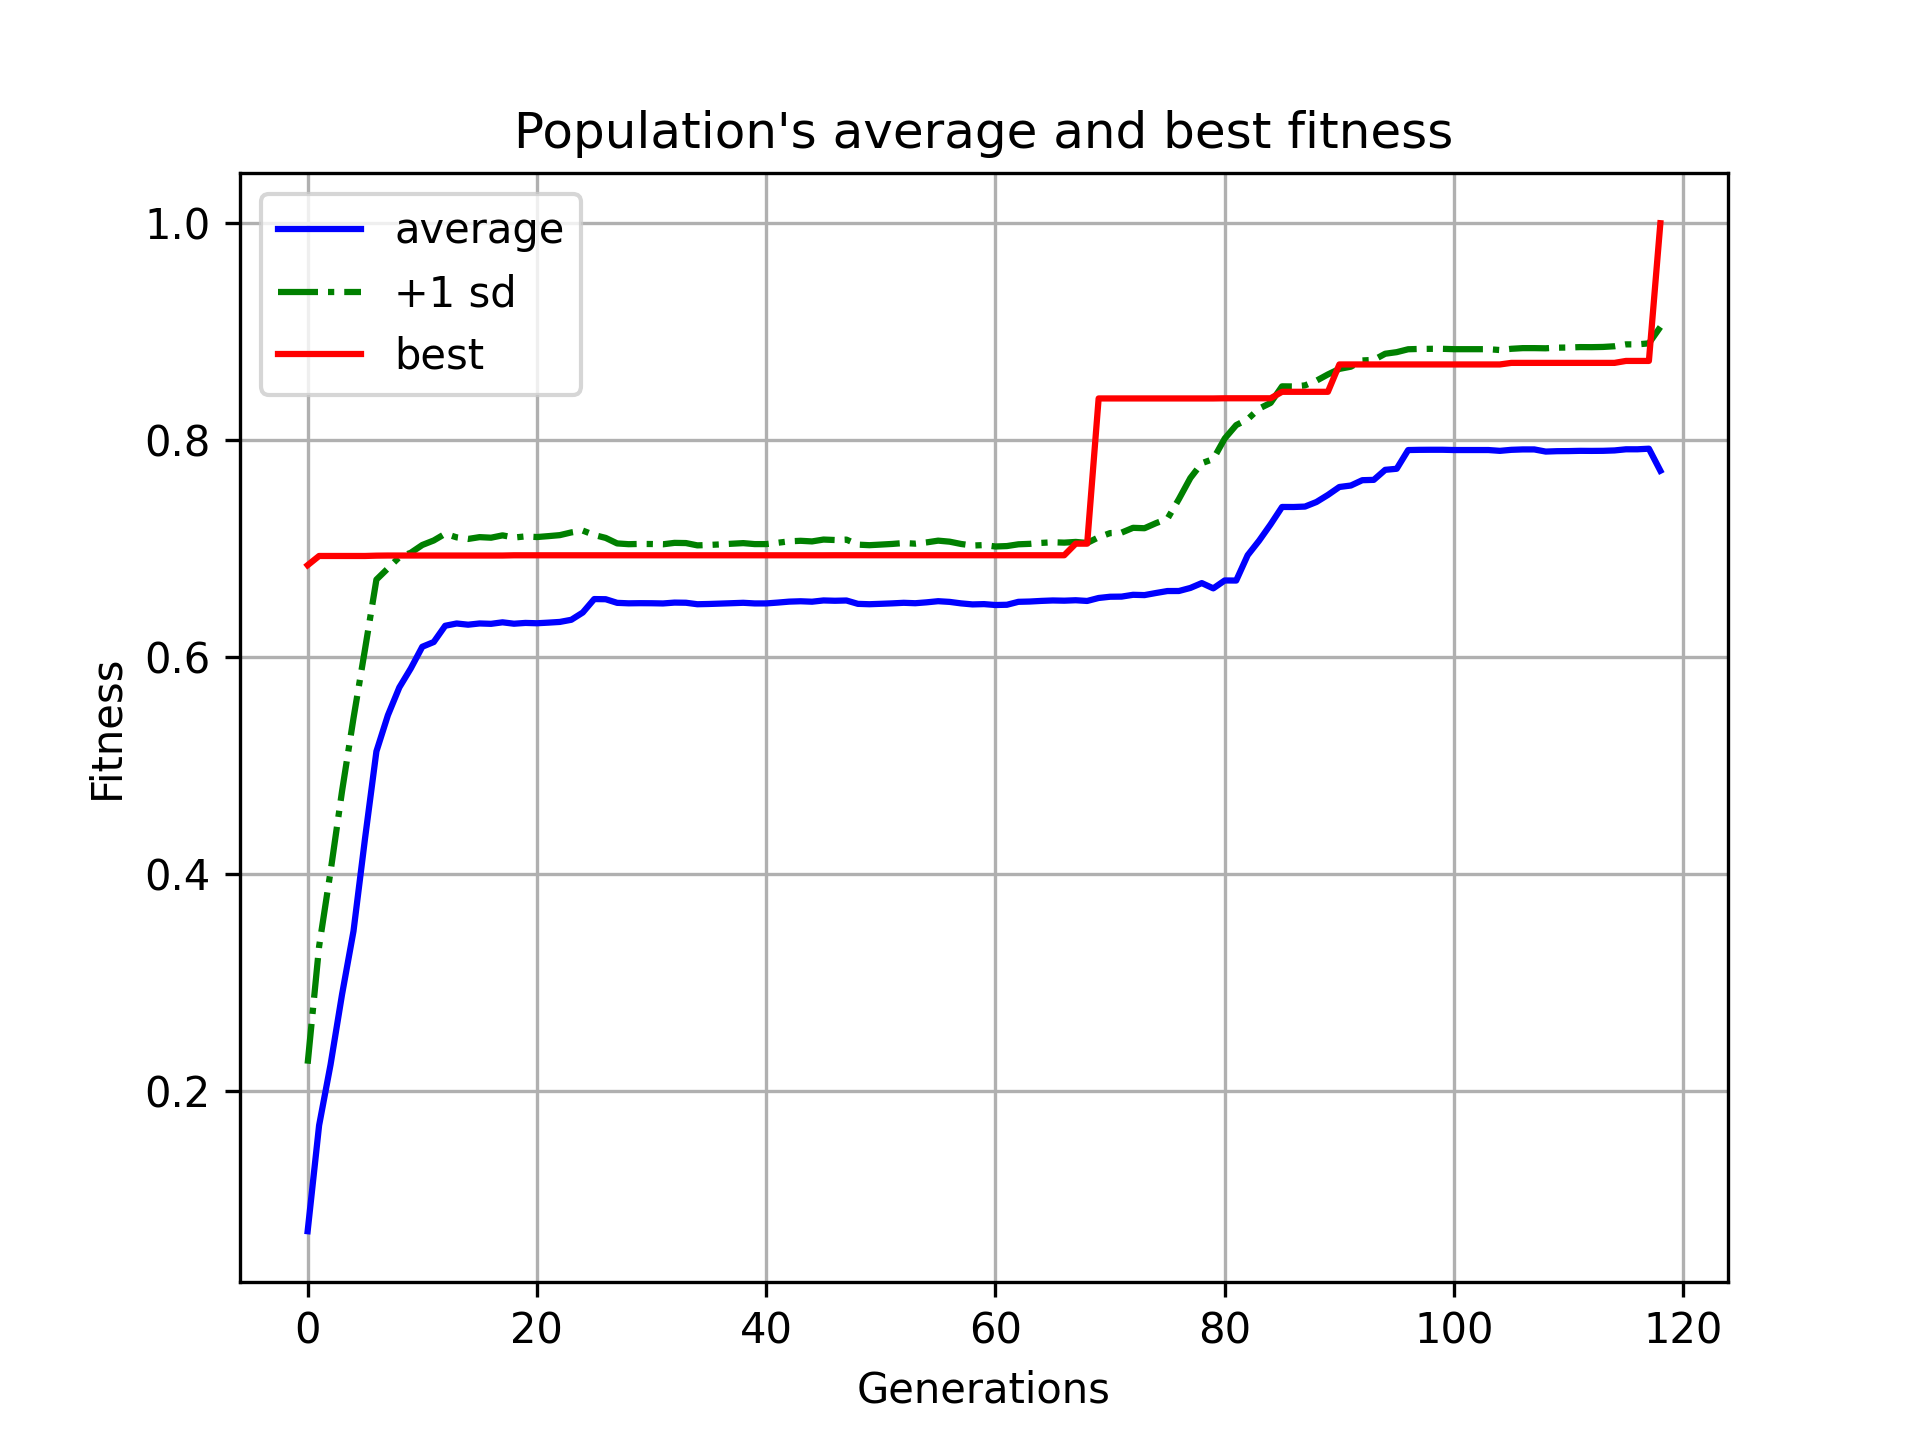 Population's average and best fitness
average
+1 sd
best
1.0
0.8
0.6
0.4
0.2
Fitness
0 20 40 60 80 100 120
Generations